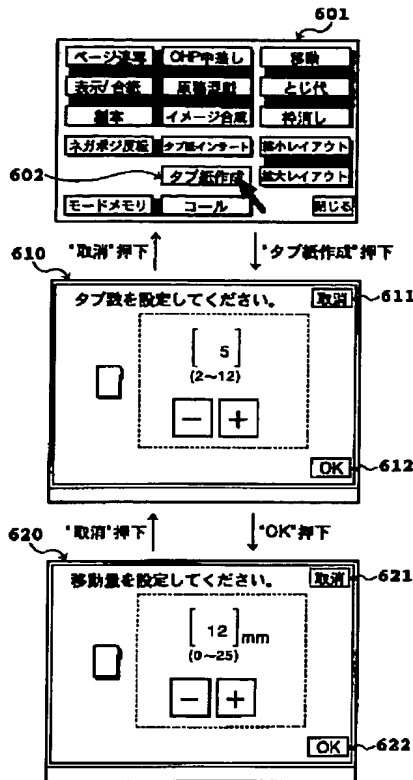 601
ページ連写 OHP中差し 移動
表示/合紙 原稿混載 とじ代
製本 イメージ合成 枠消し
ネガポジ反転 タブ紙インサート 縮小レイアウト
602 タブ紙作成 拡大レイアウト
モードメモリ コール 閉じる
610 "取消"押下 "タブ紙作成"押下
タブ数を設定してください。 取消 611
5
(2~12)
− +
OK 612
620 "取消"押下 "OK"押下
移動量を設定してください。 取消 621
12 mm
(0~25)
− +
OK 622